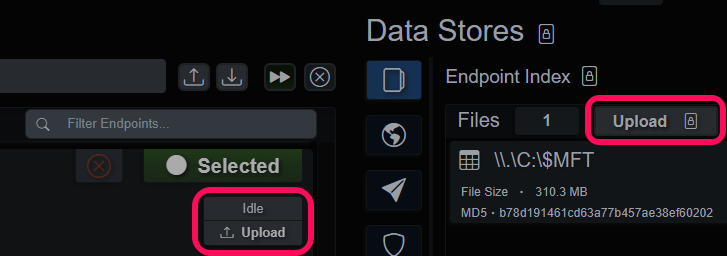 Data Stores
Endpoint Index
Filter Endpoints...
Files 1 Upload
Selected
\\.\C:\$MFT
File Size • 310.3 MB
MD5 • b78d191461cd63a77b457ae38ef60202
Idle
Upload